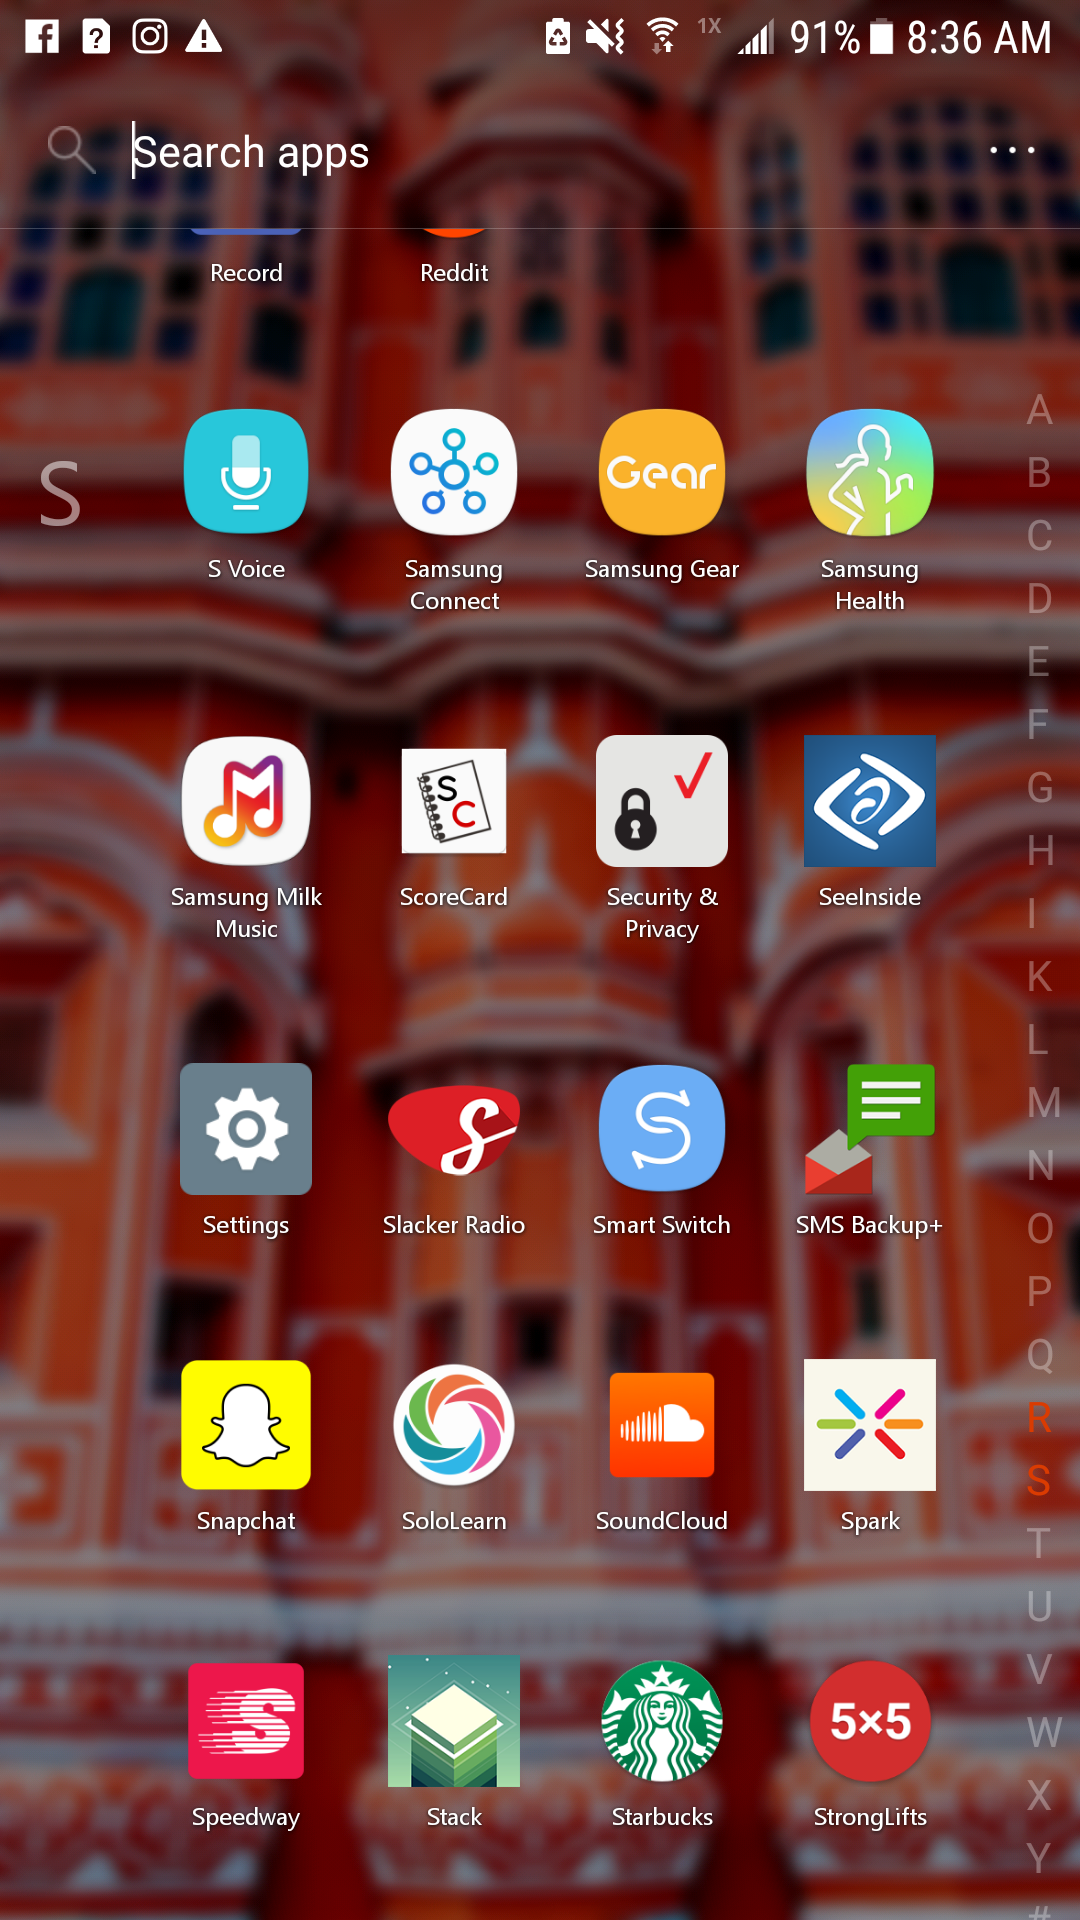 1X 91% 8:36 AM
Search apps
Record Reddit
S
Gear
S Voice Samsung Connect Samsung Gear Samsung Health
S C
Samsung Milk Music ScoreCard Security & Privacy SeeInside
S S
Settings Slacker Radio Smart Switch SMS Backup+
Snapchat SoloLearn SoundCloud Spark
S 5×5
Speedway Stack Starbucks StrongLifts
A
B
C
D
E
F
G
H
I
K
L
M
N
O
P
Q
R
S
T
U
V
W
X
Y
#